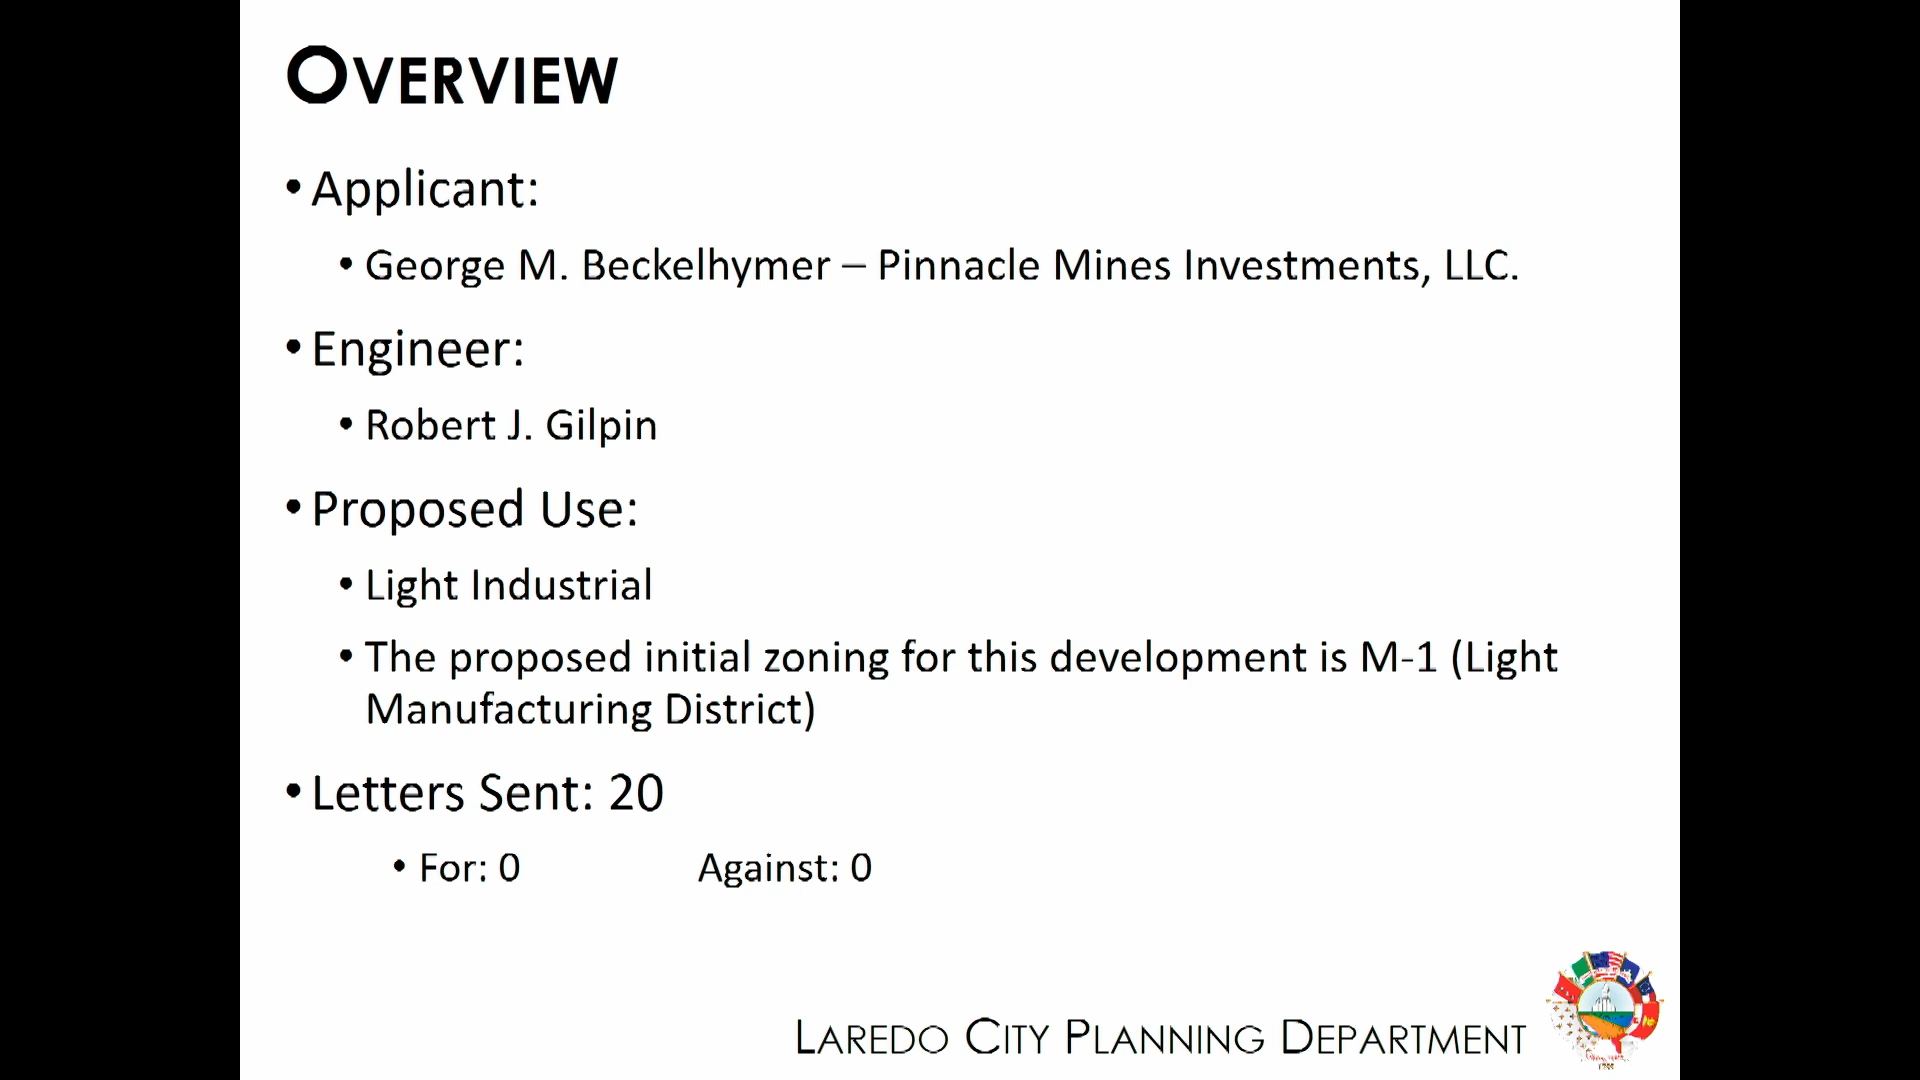 OVERVIEW
• Applicant:
• George M. Beckelhymer – Pinnacle Mines Investments, LLC.
• Engineer:
• Robert J. Gilpin
• Proposed Use:
• Light Industrial
• The proposed initial zoning for this development is M-1 (Light
Manufacturing District)
• Letters Sent: 20
• For: 0 Against: 0
LAREDO CITY PLANNING DEPARTMENT